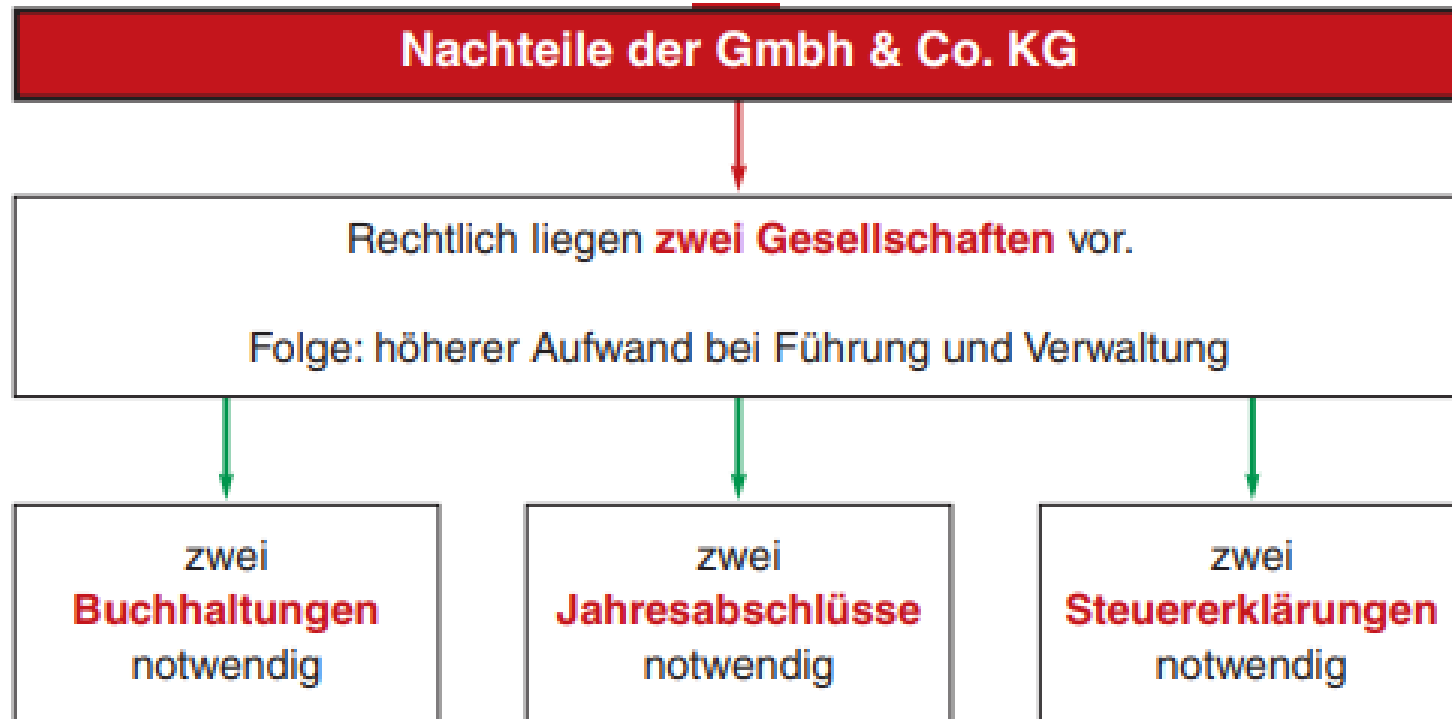 Nachteile der Gmbh & Co. KG
Rechtlich liegen zwei Gesellschaften vor.
Folge: höherer Aufwand bei Führung und Verwaltung
zwei
Buchhaltungen
notwendig
zwei
Jahresabschlüsse
notwendig
zwei
Steuererklärungen
notwendig